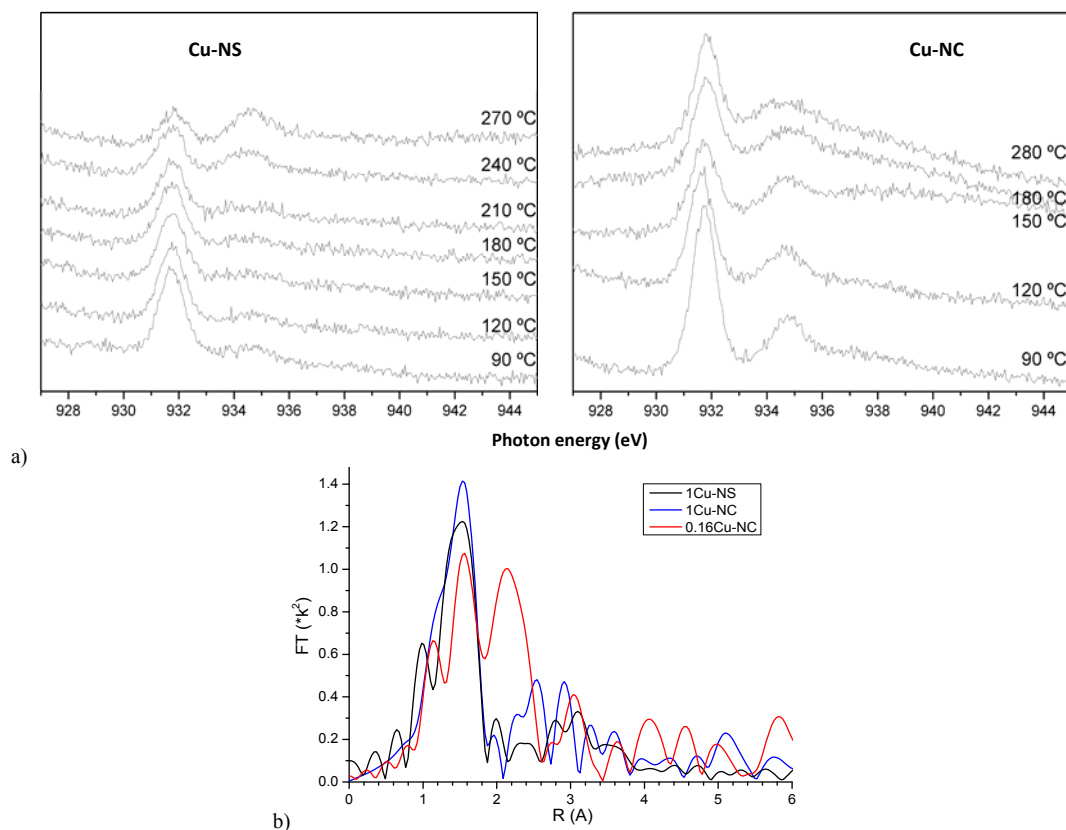 Cu-NS
270 ºC
240 ºC
210 ºC
180 ºC
150 ºC
120 ºC
90 ºC
928 930 932 934 936 938 940 942 944
Cu-NC
280 ºC
180 ºC
150 ºC
120 ºC
90 ºC
928 930 932 934 936 938 940 942 944
Photon energy (eV)
a)
1Cu-NS
1Cu-NC
0.16Cu-NC
FT (*k²)
1.4
1.2
1.0
0.8
0.6
0.4
0.2
0.0
0 1 2 3 4 5 6
R (A)
b)